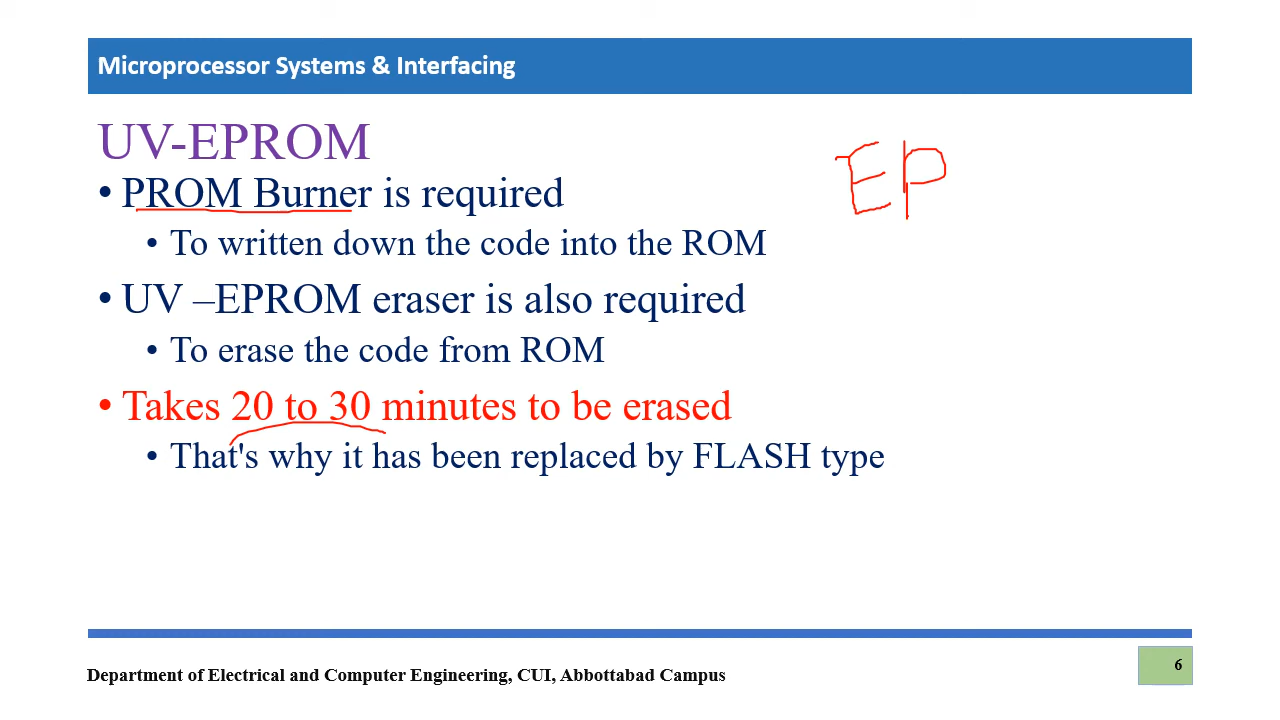 Microprocessor Systems & Interfacing
UV-EPROM
EP
• PROM Burner is required
• To written down the code into the ROM
• UV –EPROM eraser is also required
• To erase the code from ROM
• Takes 20 to 30 minutes to be erased
• That's why it has been replaced by FLASH type
Department of Electrical and Computer Engineering, CUI, Abbottabad Campus
6